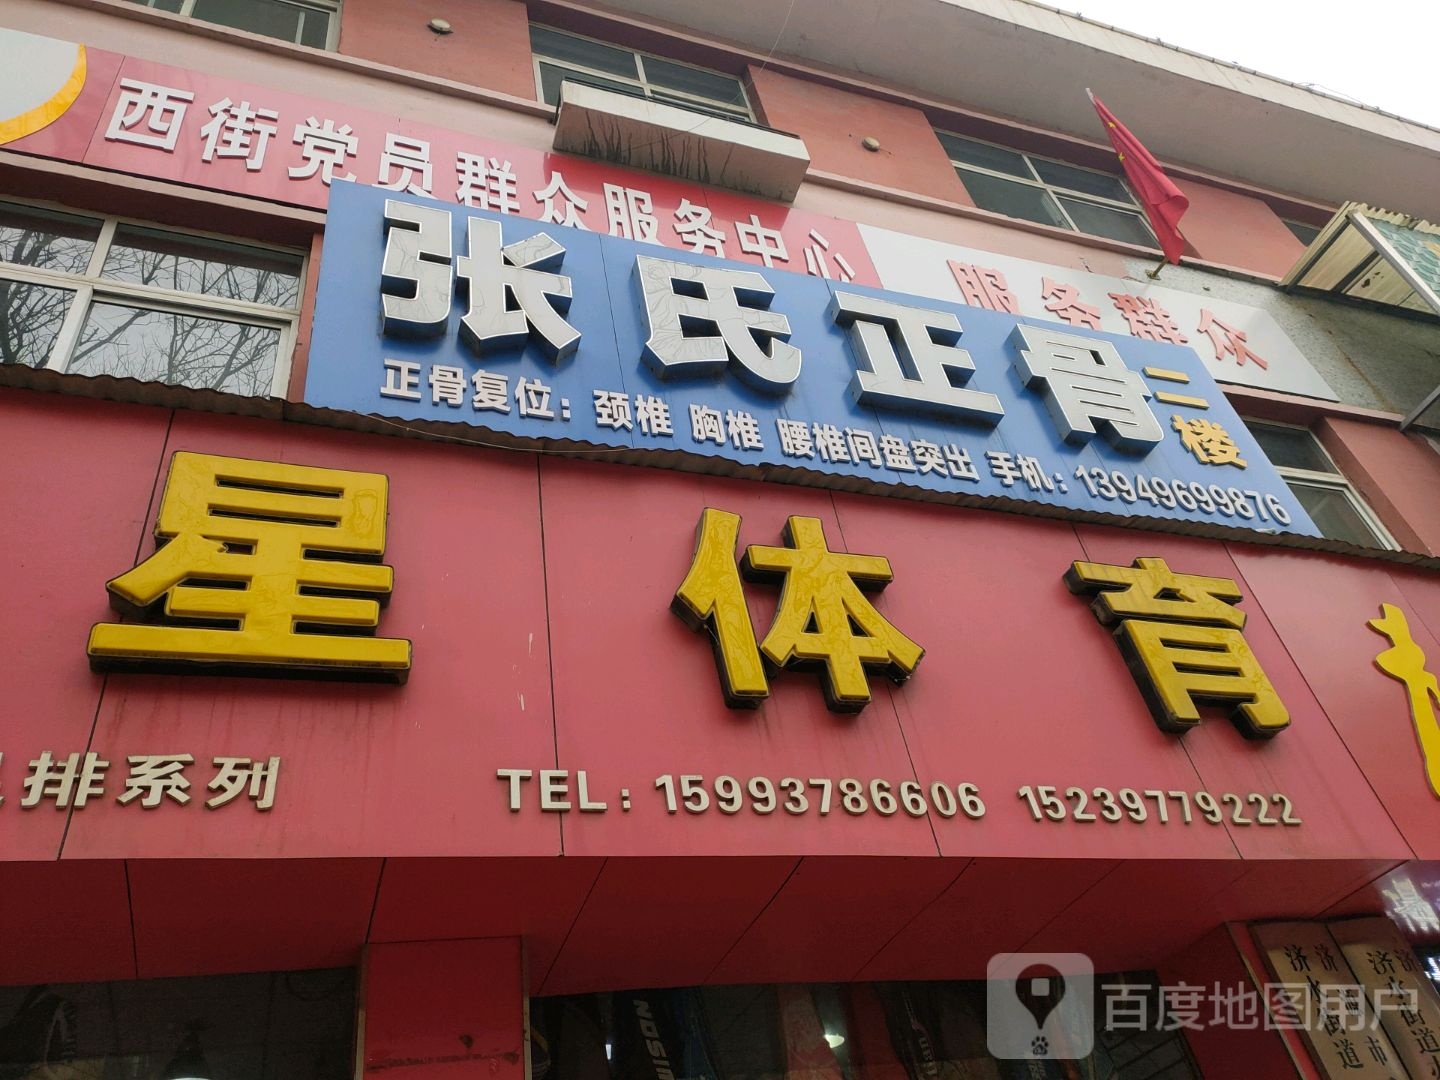 西街党员群众服务中心
服务群众
张氏正骨
二楼
正骨复位：颈椎 胸椎 腰椎间盘突出 手机：13949699876
星体育
排系列
TEL: 15993786606 15239779222
百度地图用户